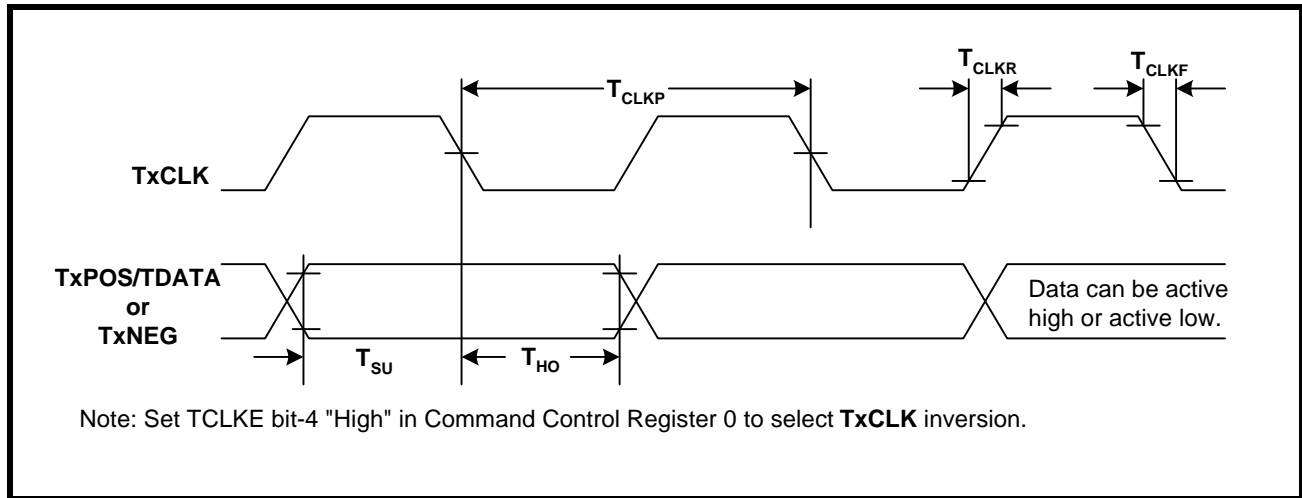 T_CLKP
T_CLKR
T_CLKF
TxCLK
TxPOS/TDATA
or
TxNEG
Data can be active
high or active low.
T_SU
T_HO
Note: Set TCLKE bit-4 "High" in Command Control Register 0 to select TxCLK inversion.